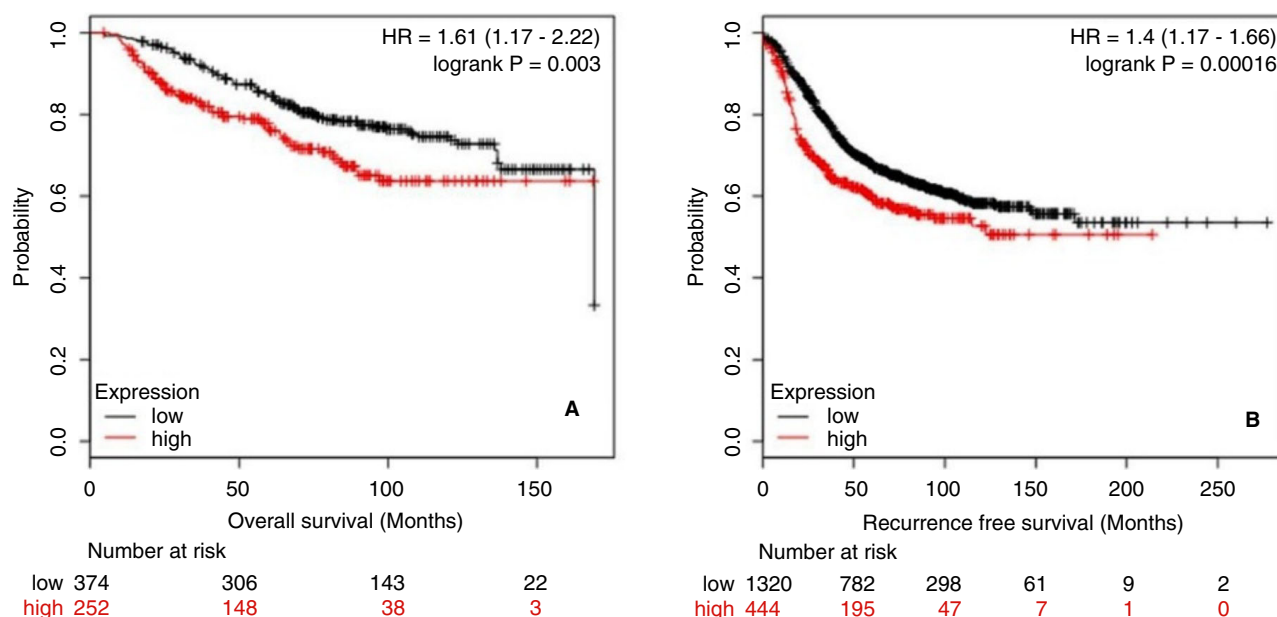 HR = 1.61 (1.17 - 2.22)
logrank P = 0.003
Probability
1.0
0.8
0.6
0.4
0.2
0.0
Expression
low
high
A
0 50 100 150
Overall survival (Months)
Number at risk
low 374 306 143 22
high 252 148 38 3
HR = 1.4 (1.17 - 1.66)
logrank P = 0.00016
Probability
1.0
0.8
0.6
0.4
0.2
0.0
Expression
low
high
B
0 50 100 150 200 250
Recurrence free survival (Months)
Number at risk
low 1320 782 298 61 9 2
high 444 195 47 7 1 0